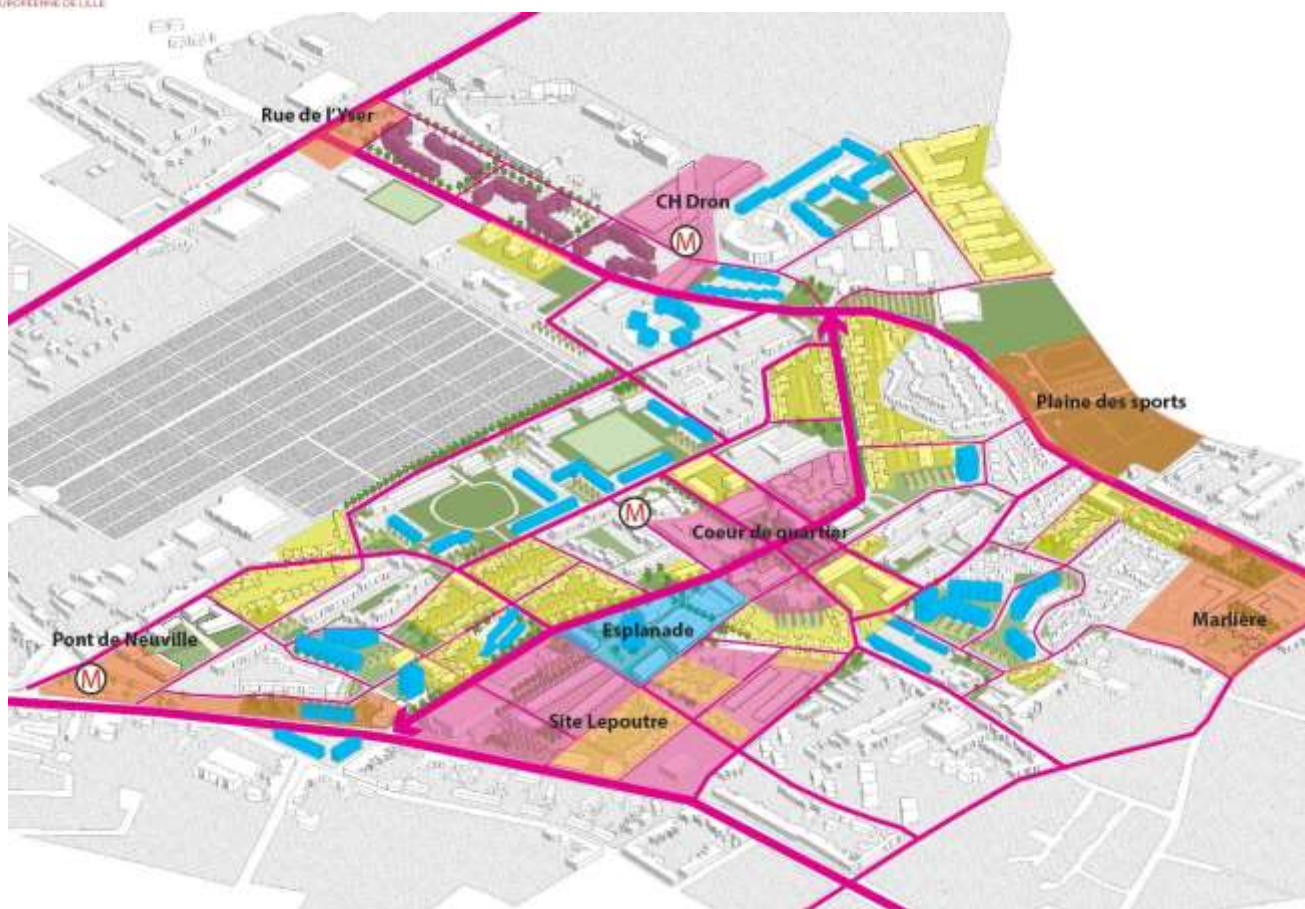 Rue de l'Yser
CH Dron
M
Plaine des sports
M
Coeur de quartier
Esplanade
Marlière
Pont de Neuville
M
Site Lepoutre